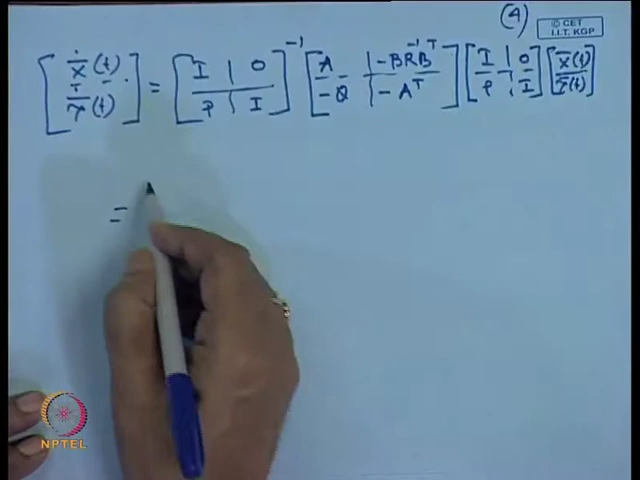 (4)
© CET
I.I.T. KGP
[ẋ̄(t) / γ̄̇(t)] = [I | 0 / P | I]⁻¹ [A | -BR⁻¹Bᵀ / -Q | -Aᵀ] [I | 0 / P | I] [x̄(t) / γ̄(t)]
=
NPTEL